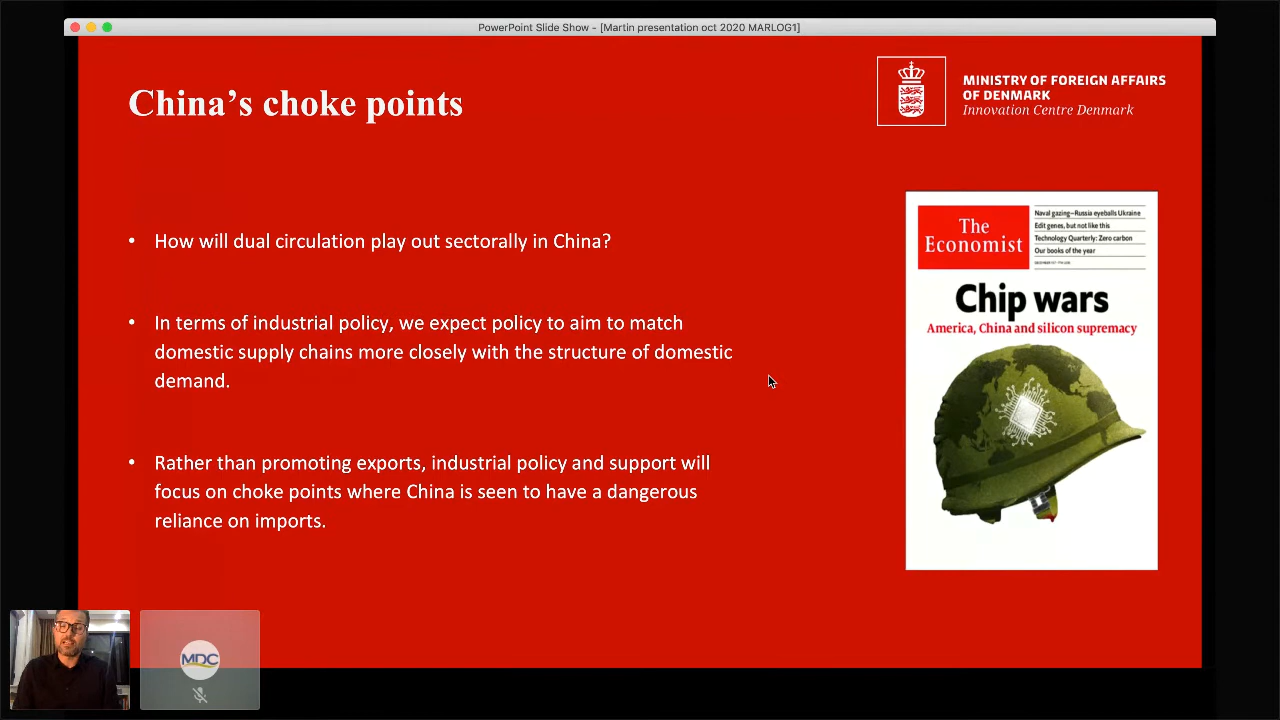 PowerPoint Slide Show - [Martin presentation oct 2020 MARLOG1]
China’s choke points
MINISTRY OF FOREIGN AFFAIRS
OF DENMARK
Innovation Centre Denmark
• How will dual circulation play out sectorally in China?
• In terms of industrial policy, we expect policy to aim to match
domestic supply chains more closely with the structure of domestic
demand.
• Rather than promoting exports, industrial policy and support will
focus on choke points where China is seen to have a dangerous
reliance on imports.
The
Economist
Naval gazing–Russia eyeballs Ukraine
Edit genes, but not like this
Technology Quarterly: Zero carbon
Our books of the year
Chip wars
America, China and silicon supremacy
MDC